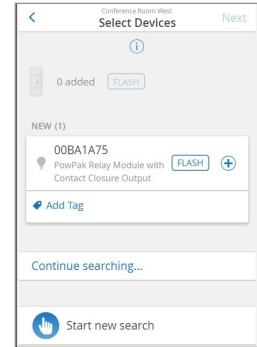 Conference Room West
Select Devices
Next
0 added
FLASH
NEW (1)
00BA1A75
PowPak Relay Module with
Contact Closure Output
FLASH
Add Tag
Continue searching...
Start new search